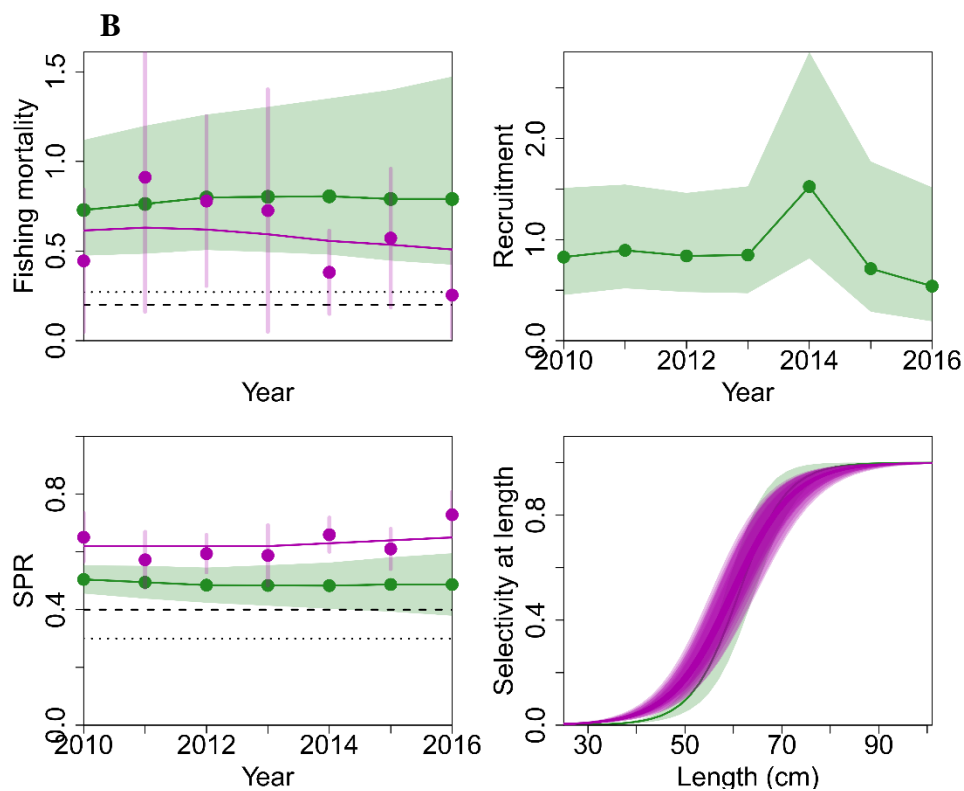 B
Fishing mortality
0.0 0.5 1.0 1.5
Year
Recruitment
0.0 1.0 2.0
2010 2012 2014 2016
Year
SPR
0.0 0.4 0.8
2010 2012 2014 2016
Year
Selectivity at length
0.0 0.4 0.8
30 50 70 90
Length (cm)